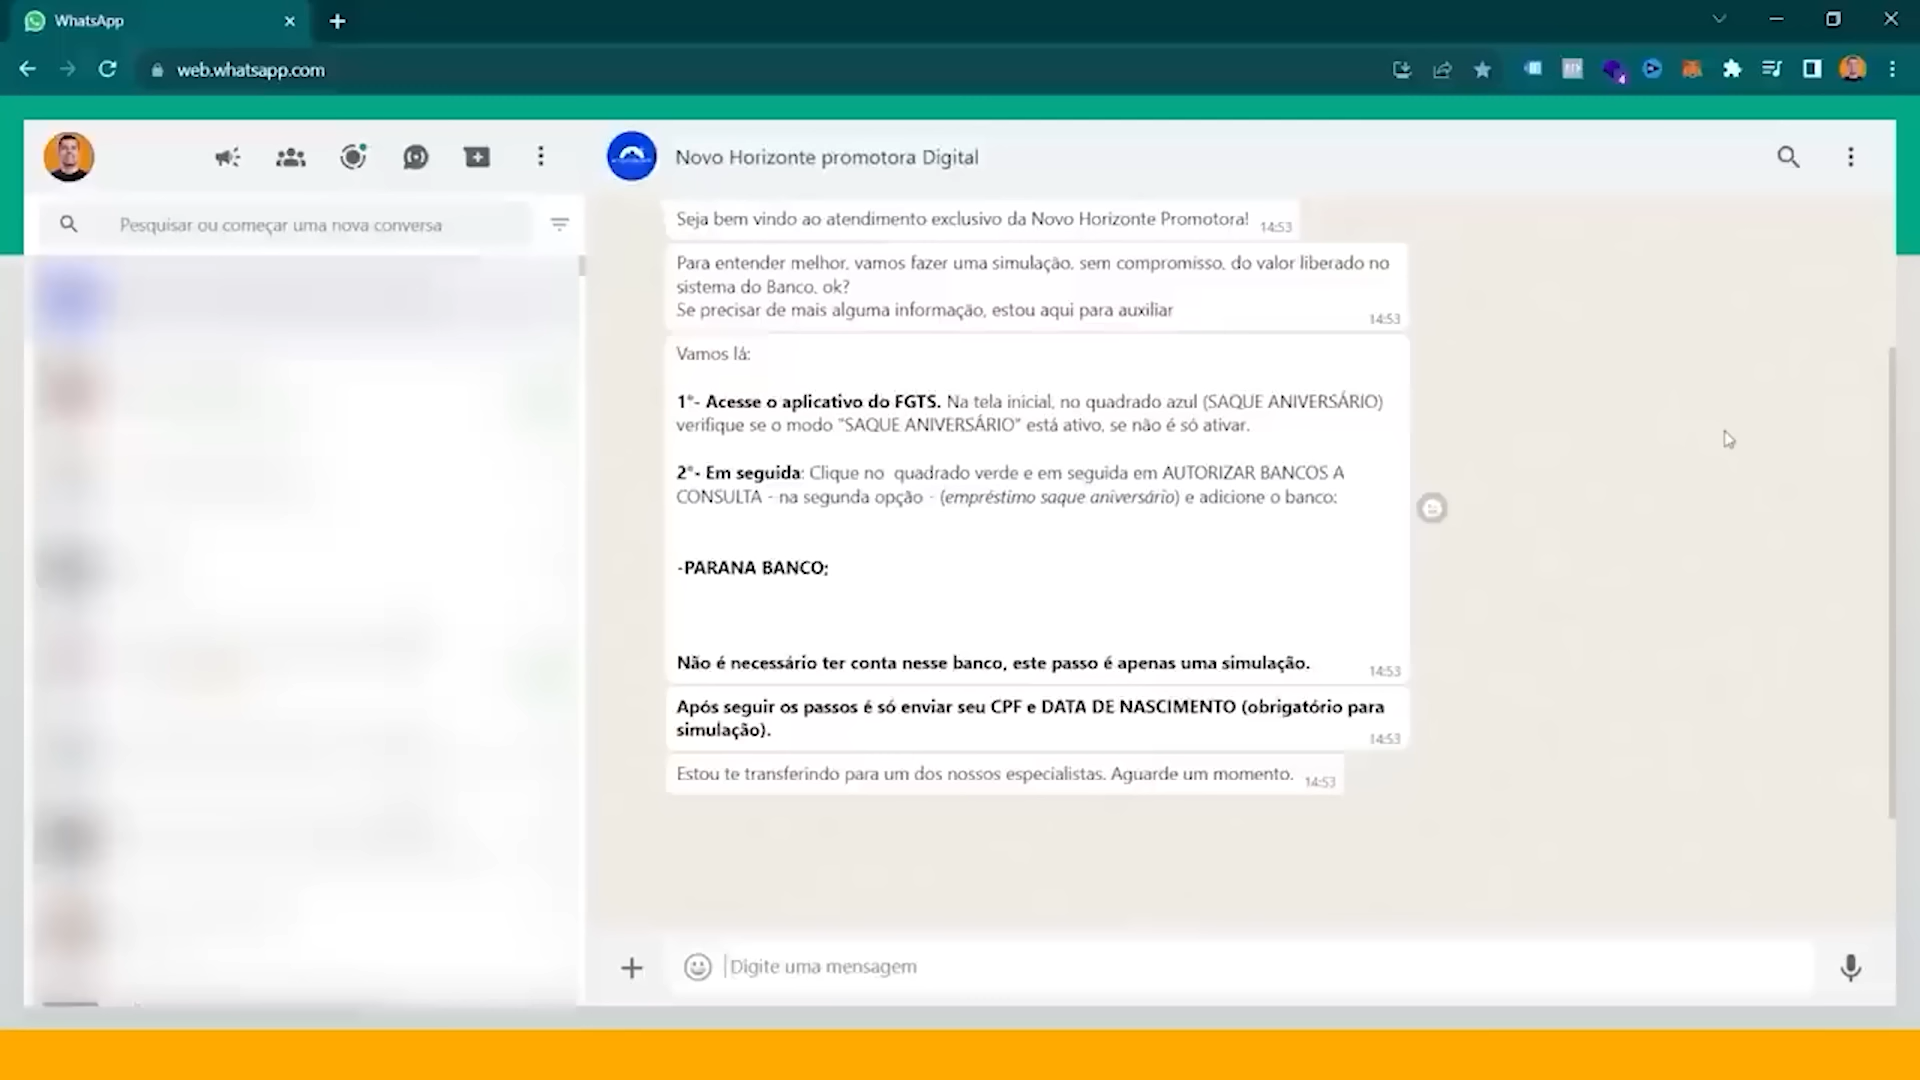 WhatsApp
web.whatsapp.com
4
Novo Horizonte promotora Digital
Pesquisar ou começar uma nova conversa
Seja bem vindo ao atendimento exclusivo da Novo Horizonte Promotora! 14:53
Para entender melhor, vamos fazer uma simulação, sem compromisso, do valor liberado no
sistema do Banco, ok?
Se precisar de mais alguma informação, estou aqui para auxiliar
14:53
Vamos lá:
1°- Acesse o aplicativo do FGTS. Na tela inicial, no quadrado azul (SAQUE ANIVERSÁRIO)
verifique se o modo "SAQUE ANIVERSÁRIO" está ativo, se não é só ativar.
2°- Em seguida: Clique no quadrado verde e em seguida em AUTORIZAR BANCOS A
CONSULTA - na segunda opção - (empréstimo saque aniversário) e adicione o banco:
-PARANA BANCO;
Não é necessário ter conta nesse banco, este passo é apenas uma simulação.
14:53
Após seguir os passos é só enviar seu CPF e DATA DE NASCIMENTO (obrigatório para
simulação).
14:53
Estou te transferindo para um dos nossos especialistas. Aguarde um momento. 14:53
Digite uma mensagem